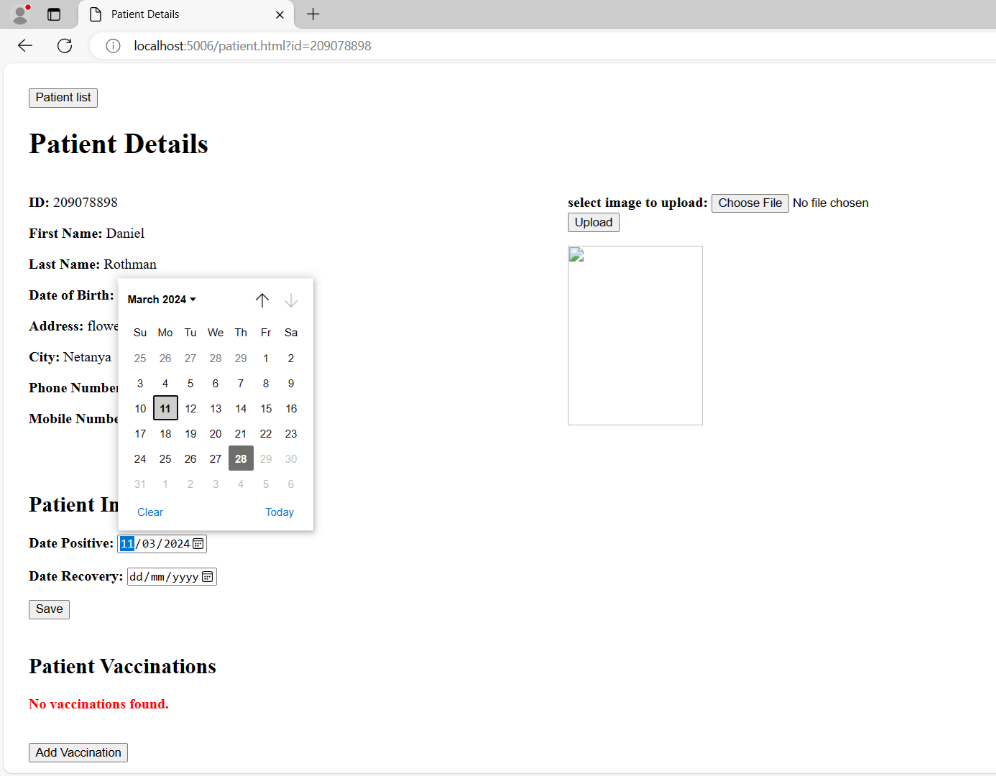 Patient Details
localhost:5006/patient.html?id=209078898
Patient list
Patient Details
ID: 209078898
First Name: Daniel
Last Name: Rothman
Date of Birth:
Address: flowe
City: Netanya
Phone Number
Mobile Numbe
select image to upload: Choose File No file chosen
Upload
March 2024
Su Mo Tu We Th Fr Sa
25 26 27 28 29 1 2
3 4 5 6 7 8 9
10 11 12 13 14 15 16
17 18 19 20 21 22 23
24 25 26 27 28 29 30
31 1 2 3 4 5 6
Clear Today
Patient In
Date Positive: 11/03/2024
Date Recovery: dd/mm/yyyy
Save
Patient Vaccinations
No vaccinations found.
Add Vaccination